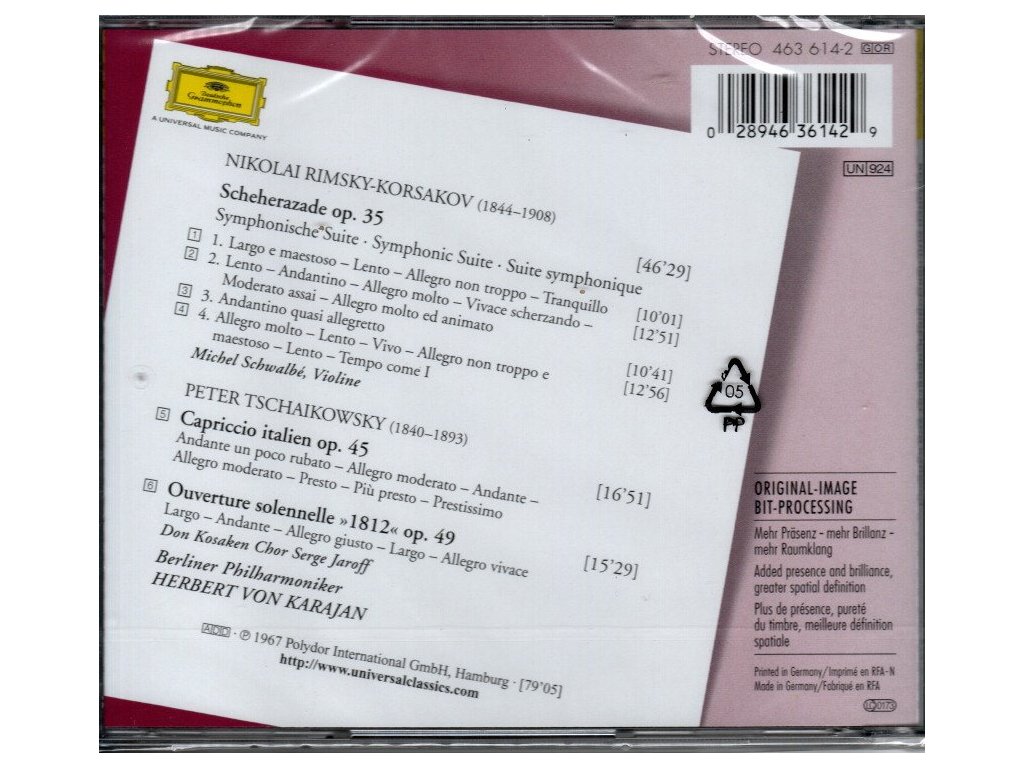 STEREO 463 614-2 GOR
0 28946 36142 9
UN 924
Deutsche
Grammophon
A UNIVERSAL MUSIC COMPANY
NIKOLAI RIMSKY-KORSAKOV (1844–1908)
Scheherazade op. 35 [46'29]
Symphonische Suite · Symphonic Suite · Suite symphonique
1 1. Largo e maestoso – Lento – Allegro non troppo – Tranquillo [10'01]
2 2. Lento – Andantino – Allegro molto – Vivace scherzando – [12'51]
Moderato assai – Allegro molto ed animato
3 3. Andantino quasi allegretto [10'41]
4 4. Allegro molto – Lento – Vivo – Allegro non troppo e [12'56]
maestoso – Lento – Tempo come I
Michel Schwalbé, Violine
PETER TSCHAIKOWSKY (1840–1893)
5 Capriccio italien op. 45 [16'51]
Andante un poco rubato – Allegro moderato – Andante –
Allegro moderato – Presto – Più presto – Prestissimo
6 Ouverture solennelle »1812« op. 49 [15'29]
Largo – Andante – Allegro giusto – Largo – Allegro vivace
Don Kosaken Chor Serge Jaroff
Berliner Philharmoniker
HERBERT VON KARAJAN
ADD · ℗ 1967 Polydor International GmbH, Hamburg · [79'05]
http://www.universalclassics.com
05
PP
ORIGINAL-IMAGE
BIT-PROCESSING
Mehr Präsenz - mehr Brillanz -
mehr Raumklang
Added presence and brilliance,
greater spatial definition
Plus de présence, pureté
du timbre, meilleure définition
spatiale
Printed in Germany/Imprimé en RFA-N
Made in Germany/Fabriqué en RFA
LC 0173